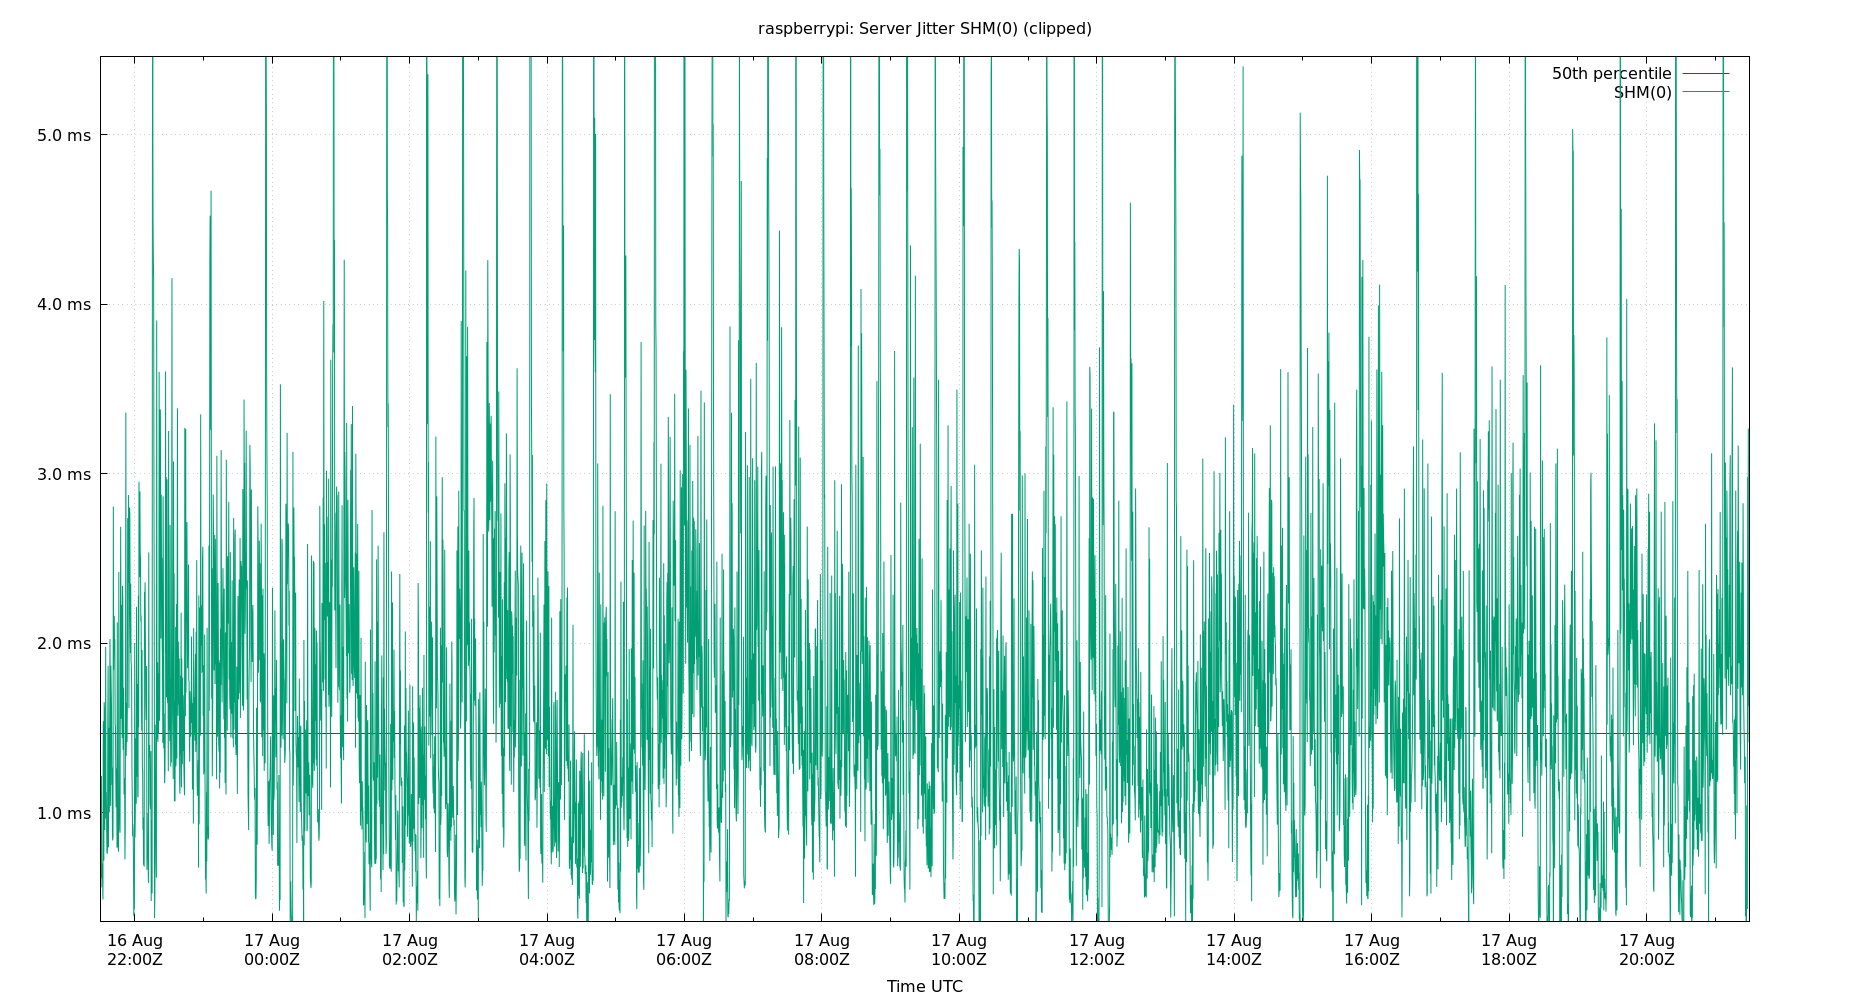 raspberrypi: Server Jitter SHM(0) (clipped)
50th percentile
SHM(0)
5.0 ms
4.0 ms
3.0 ms
2.0 ms
1.0 ms
16 Aug 17 Aug 17 Aug 17 Aug 17 Aug 17 Aug 17 Aug 17 Aug 17 Aug 17 Aug 17 Aug 17 Aug
22:00Z 00:00Z 02:00Z 04:00Z 06:00Z 08:00Z 10:00Z 12:00Z 14:00Z 16:00Z 18:00Z 20:00Z
Time UTC